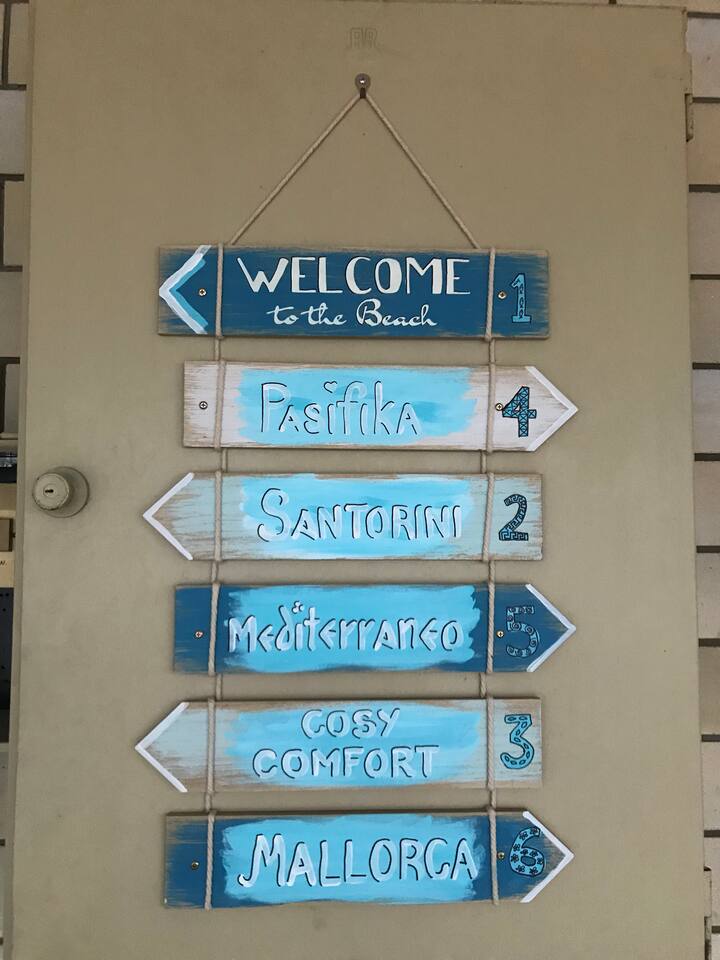 WELCOME
to the Beach
1
Pasifika
4
SANTORINI
2
Mediterraneo
5
COSY
COMFORT
3
MALLORCA
6